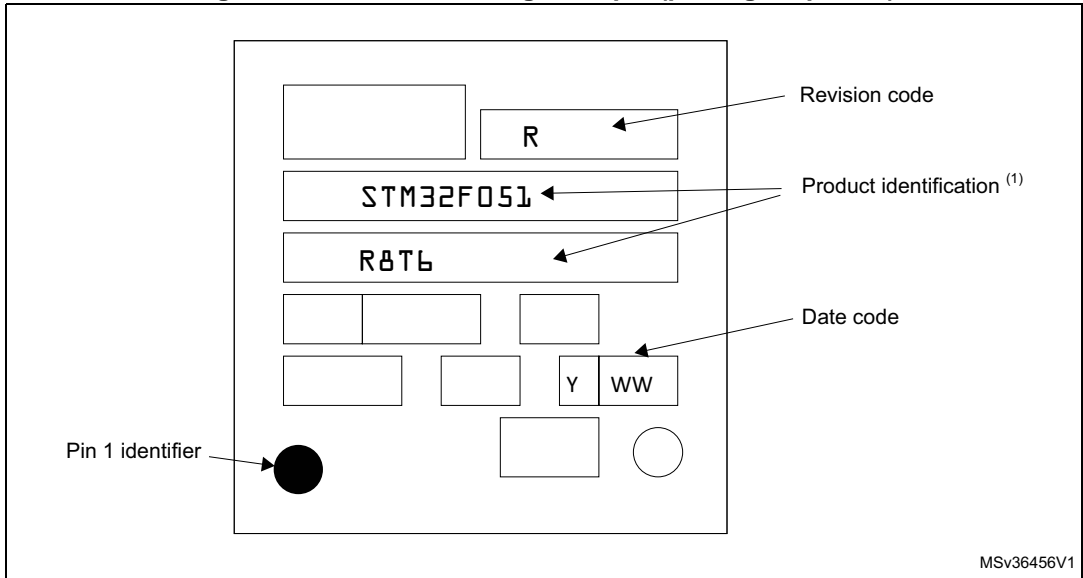 Revision code
R
STM32F051
Product identification (1)
R8T6
Date code
Y WW
Pin 1 identifier
MSv36456V1